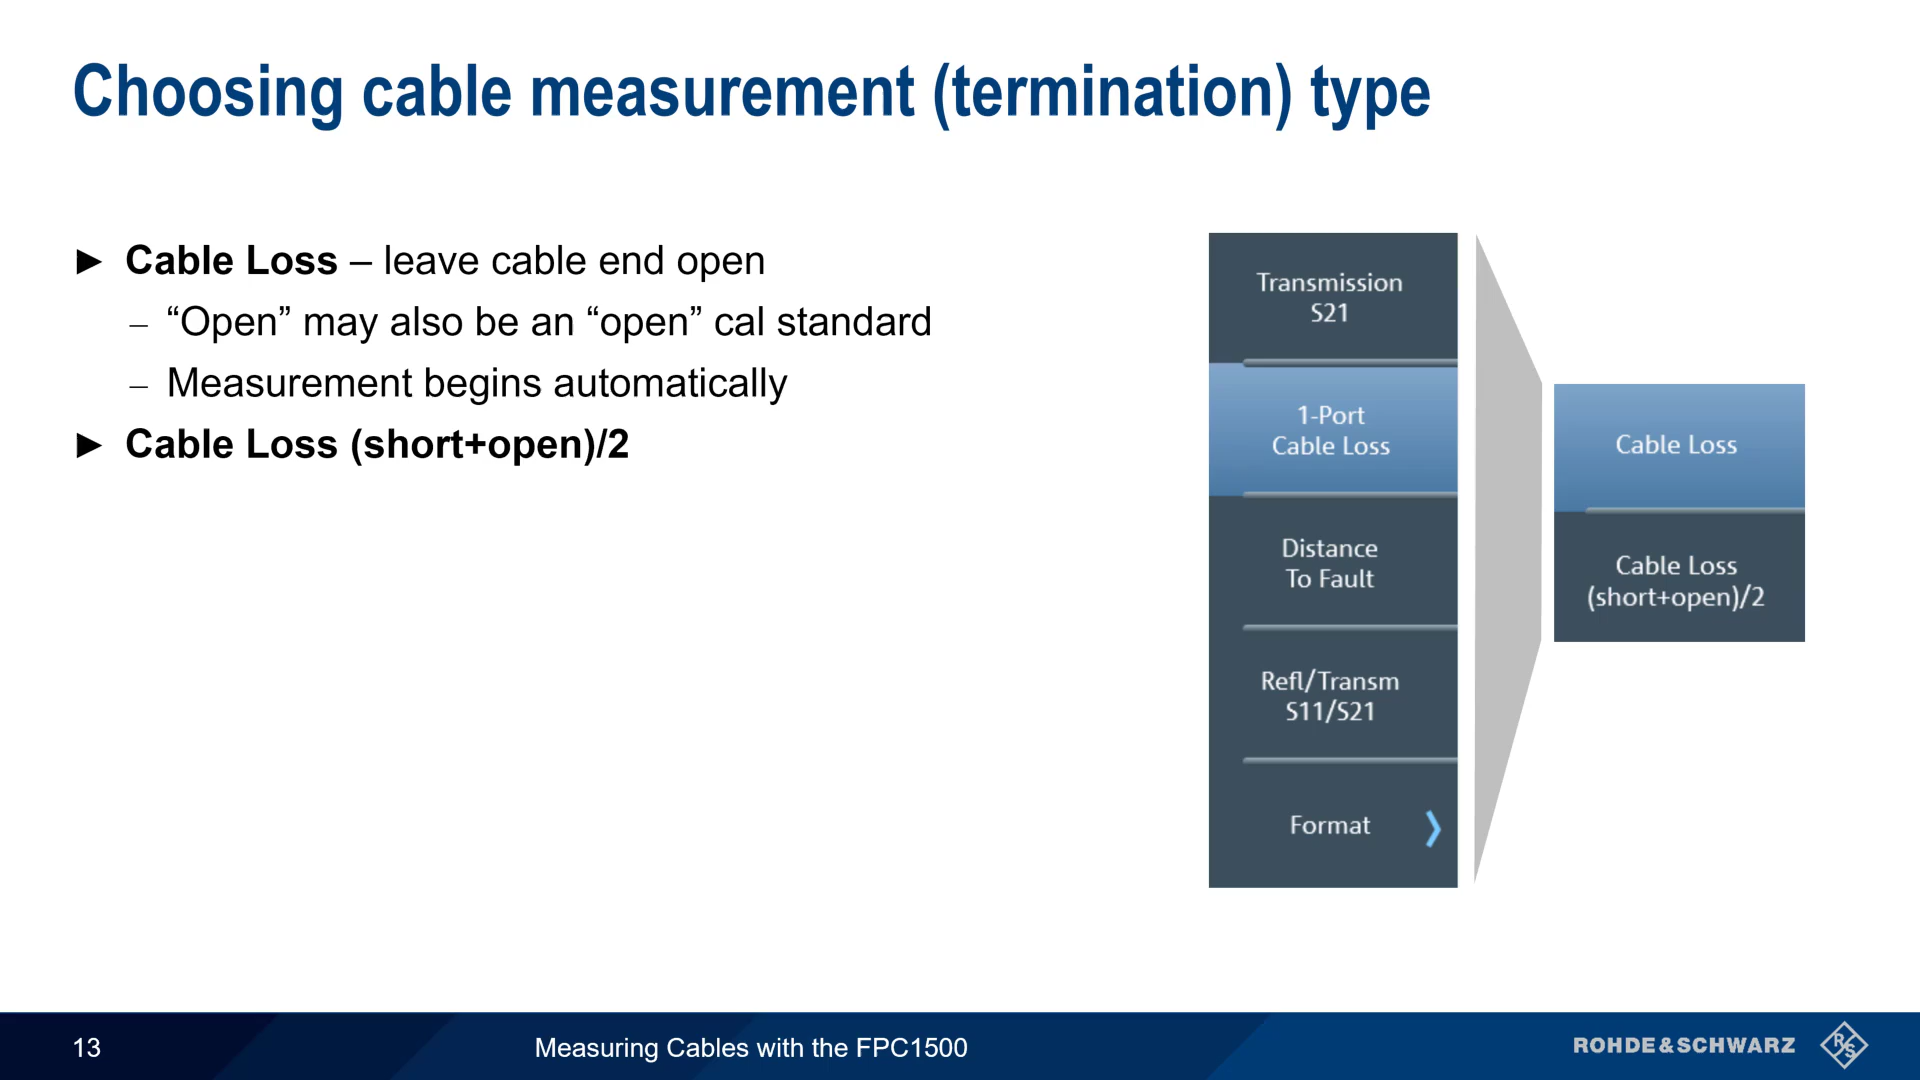 Choosing cable measurement (termination) type
► Cable Loss – leave cable end open
– “Open” may also be an “open” cal standard
– Measurement begins automatically
► Cable Loss (short+open)/2
Transmission
S21
1-Port
Cable Loss
Distance
To Fault
Refl/Transm
S11/S21
Format
Cable Loss
Cable Loss
(short+open)/2
13
Measuring Cables with the FPC1500
ROHDE&SCHWARZ
R
S